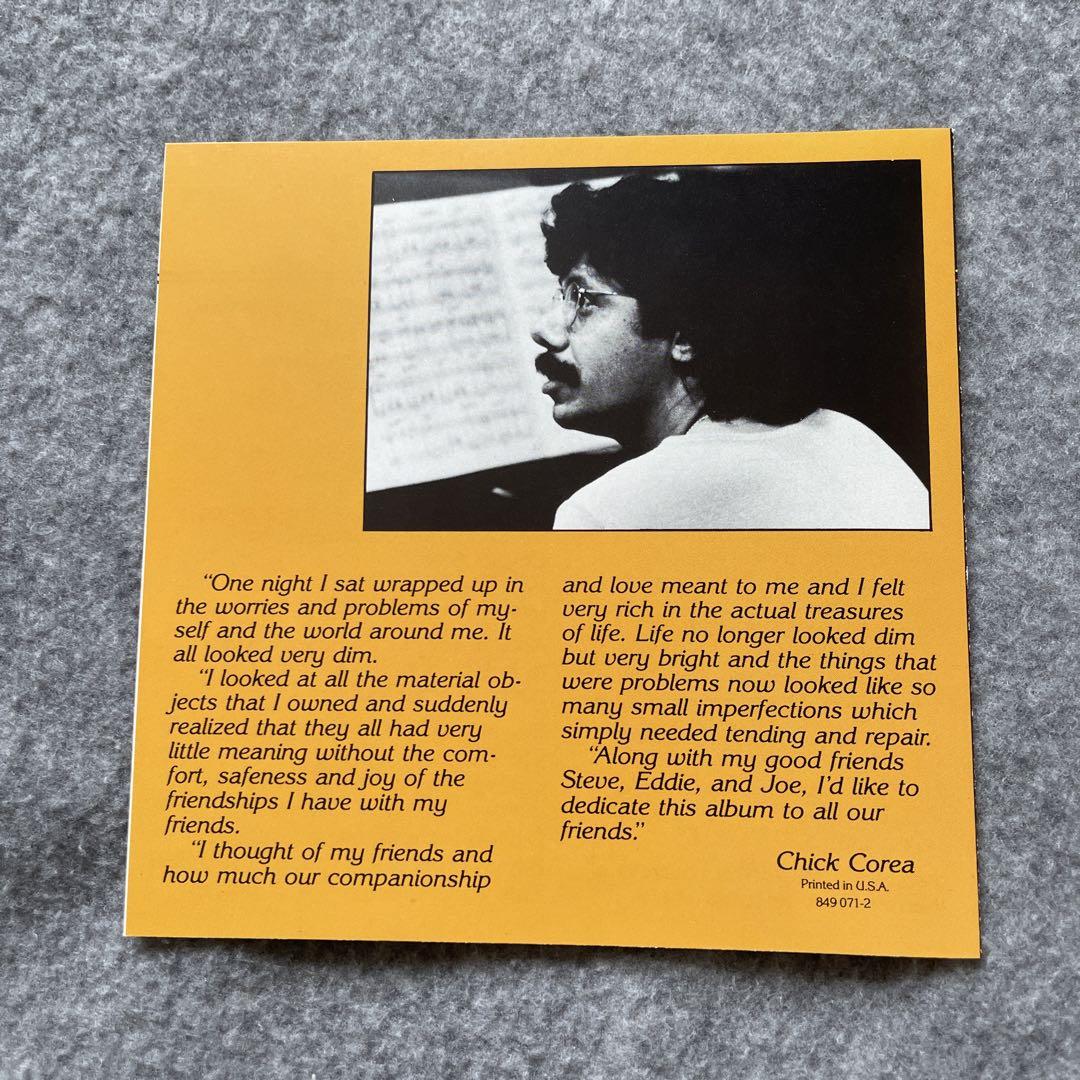 “One night I sat wrapped up in
the worries and problems of my-
self and the world around me. It
all looked very dim.
“I looked at all the material ob-
jects that I owned and suddenly
realized that they all had very
little meaning without the com-
fort, safeness and joy of the
friendships I have with my
friends.
“I thought of my friends and
how much our companionship
and love meant to me and I felt
very rich in the actual treasures
of life. Life no longer looked dim
but very bright and the things that
were problems now looked like so
many small imperfections which
simply needed tending and repair.
“Along with my good friends
Steve, Eddie, and Joe, I’d like to
dedicate this album to all our
friends.”
Chick Corea
Printed in U.S.A.
849 071-2